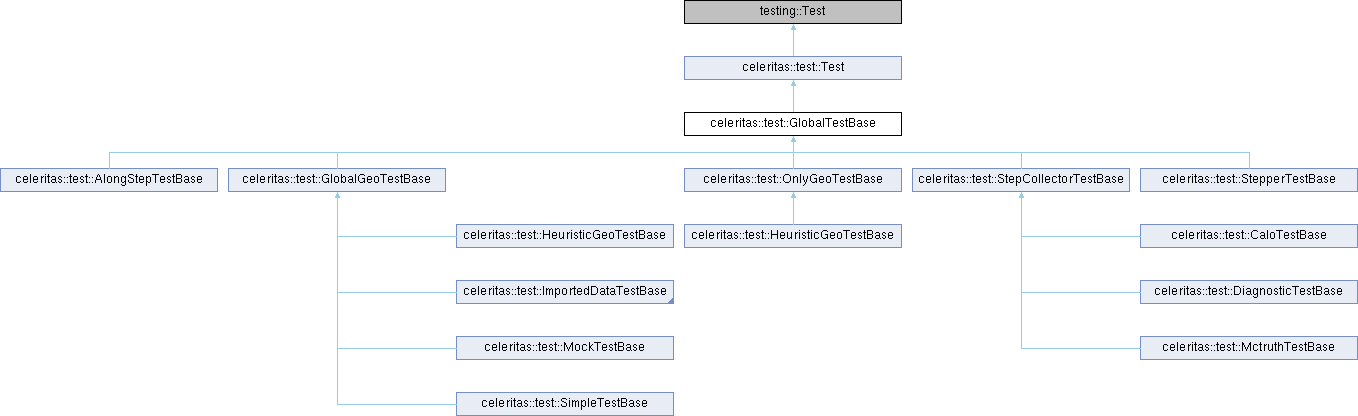 testing::Test
celeritas::test::Test
celeritas::test::GlobalTestBase
celeritas::test::AlongStepTestBase
celeritas::test::GlobalGeoTestBase
celeritas::test::OnlyGeoTestBase
celeritas::test::StepCollectorTestBase
celeritas::test::StepperTestBase
celeritas::test::HeuristicGeoTestBase
celeritas::test::HeuristicGeoTestBase
celeritas::test::CaloTestBase
celeritas::test::ImportedDataTestBase
celeritas::test::DiagnosticTestBase
celeritas::test::MockTestBase
celeritas::test::MctruthTestBase
celeritas::test::SimpleTestBase